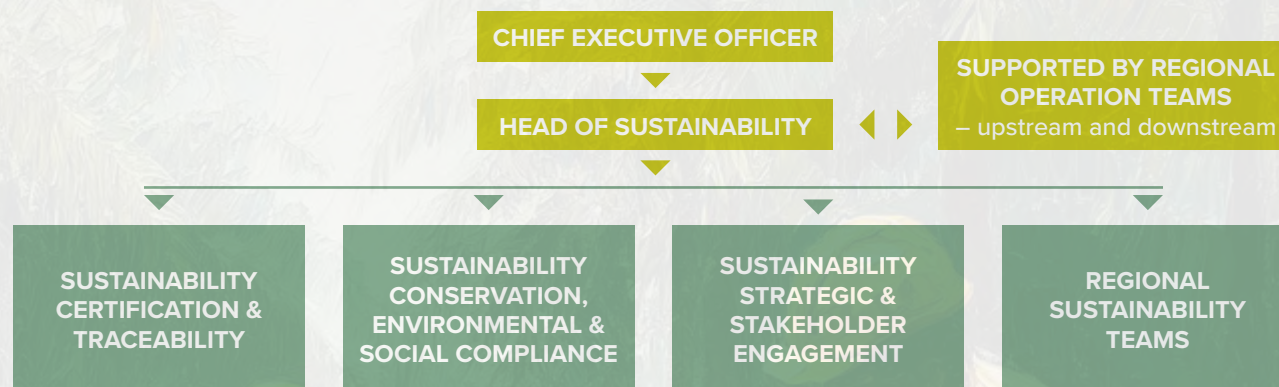 CHIEF EXECUTIVE OFFICER
SUPPORTED BY REGIONAL
OPERATION TEAMS
– upstream and downstream
HEAD OF SUSTAINABILITY
SUSTAINABILITY
CERTIFICATION &
TRACEABILITY
SUSTAINABILITY
CONSERVATION,
ENVIRONMENTAL &
SOCIAL COMPLIANCE
SUSTAINABILITY
STRATEGIC &
STAKEHOLDER
ENGAGEMENT
REGIONAL
SUSTAINABILITY
TEAMS